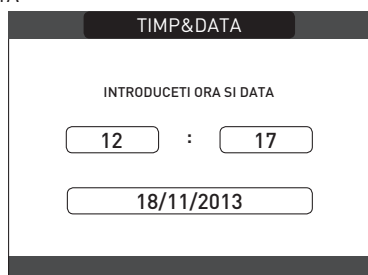 TIMP&DATA
INTRODUCETI ORA SI DATA
12 : 17
18/11/2013